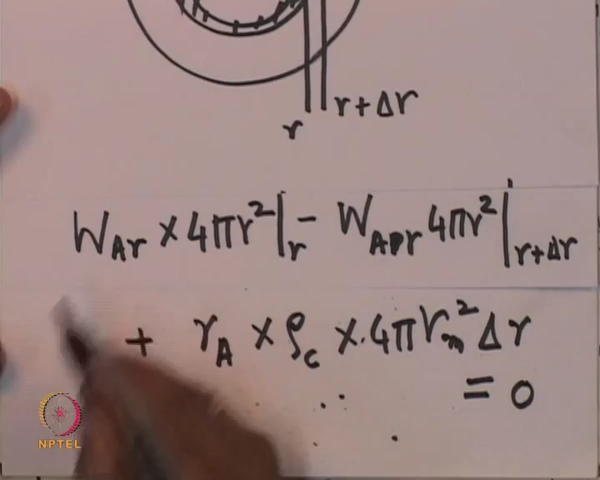 r r+Δr
W_Ar × 4πr²|_r − W_Ar 4πr²|_r+Δr
+ r_A × ρ_c × 4πr_m² Δr
= 0
NPTEL